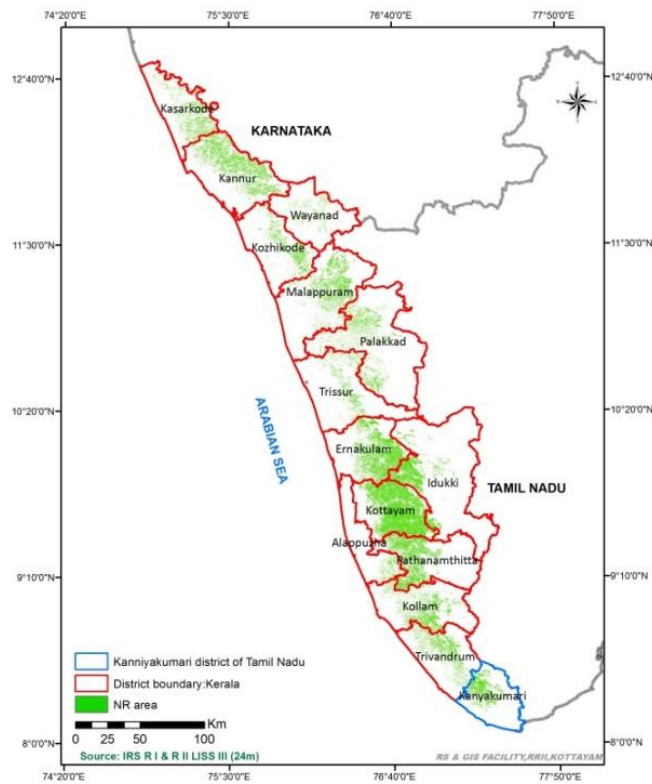 74°20'0"E 75°30'0"E 76°40'0"E 77°50'0"E
12°40'0"N 12°40'0"N
Kasarkode
KARNATAKA
Kannur
Wayanad
11°30'0"N 11°30'0"N
Kozhikode
Malappuram
Palakkad
Trissur
10°20'0"N 10°20'0"N
ARABIAN SEA
Ernakulam
Idukki
TAMIL NADU
Kottayam
Alappuzha
Pathanamthitta
9°10'0"N 9°10'0"N
Kollam
Trivandrum
Kanyakumari
Kanniyakumari district of Tamil Nadu
District boundary:Kerala
NR area
Km
0 25 50 100
8°0'0"N 8°0'0"N
Source: IRS R I & R II LISS III (24m)
RS & GIS FACILITY,RRII,KOTTAYAM
74°20'0"E 75°30'0"E 76°40'0"E 77°50'0"E